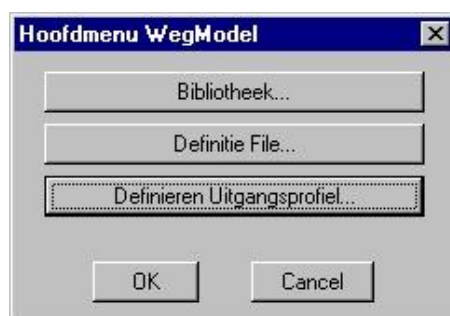 Hoofdmenu WegModel
Bibliotheek...
Definitie File...
Definieren Uitgangsprofiel...
OK Cancel